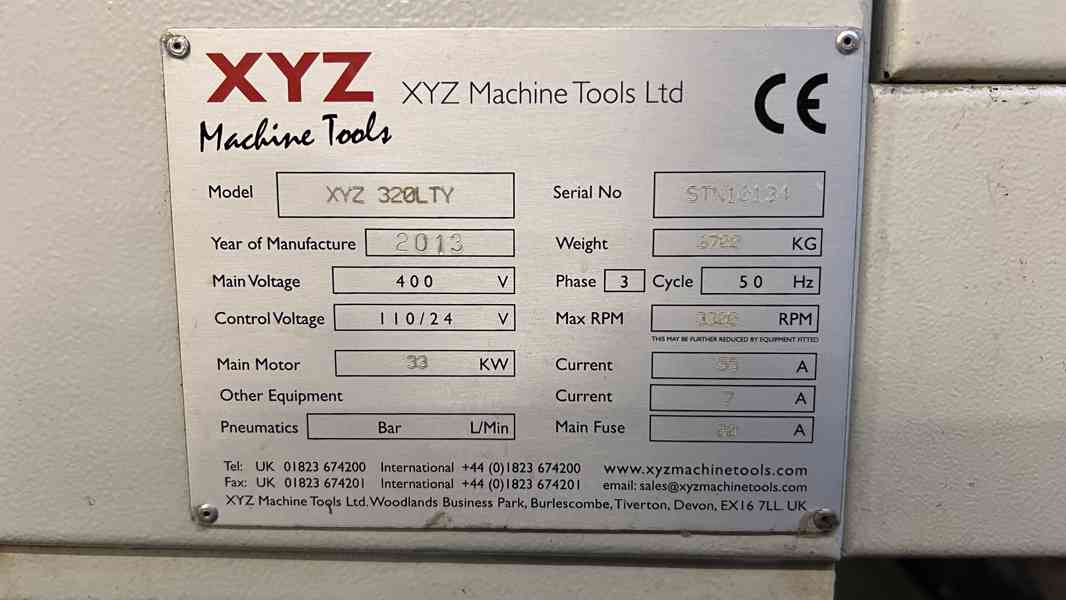 XYZ
Machine Tools
XYZ Machine Tools Ltd
CE
Model XYZ 320LTY Serial No
Year of Manufacture 2013 Weight 6700 KG
Main Voltage 400 V Phase 3 Cycle 50 Hz
Control Voltage 110/24 V Max RPM RPM
THIS MAY BE FURTHER REDUCED BY EQUIPMENT FITTED
Main Motor 33 KW Current A
Other Equipment Current 7 A
Pneumatics Bar L/Min Main Fuse A
Tel: UK 01823 674200 International +44 (0)1823 674200 www.xyzmachinetools.com
Fax: UK 01823 674201 International +44 (0)1823 674201 email: sales@xyzmachinetools.com
XYZ Machine Tools Ltd. Woodlands Business Park, Burlescombe, Tiverton, Devon, EX16 7LL UK